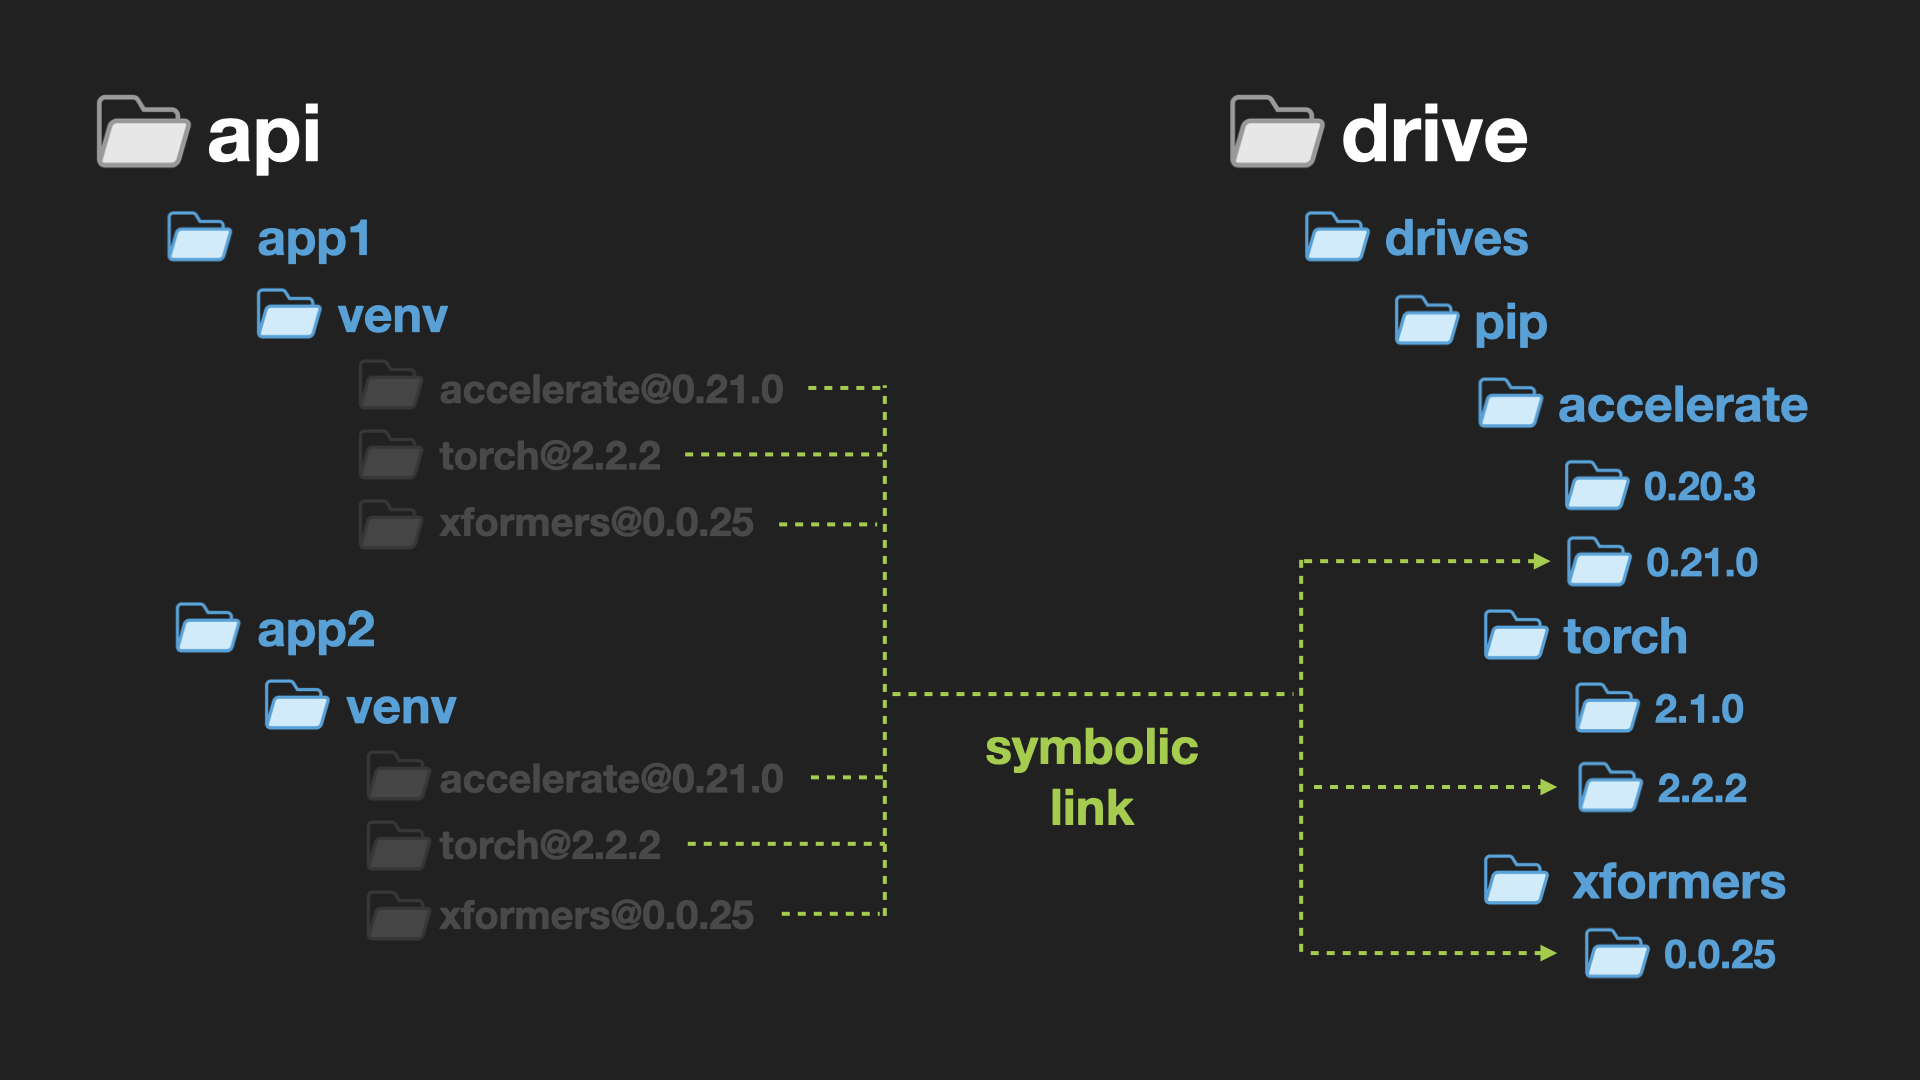 api
app1
venv
accelerate@0.21.0
torch@2.2.2
xformers@0.0.25
app2
venv
accelerate@0.21.0
torch@2.2.2
xformers@0.0.25
symbolic
link
drive
drives
pip
accelerate
0.20.3
0.21.0
torch
2.1.0
2.2.2
xformers
0.0.25